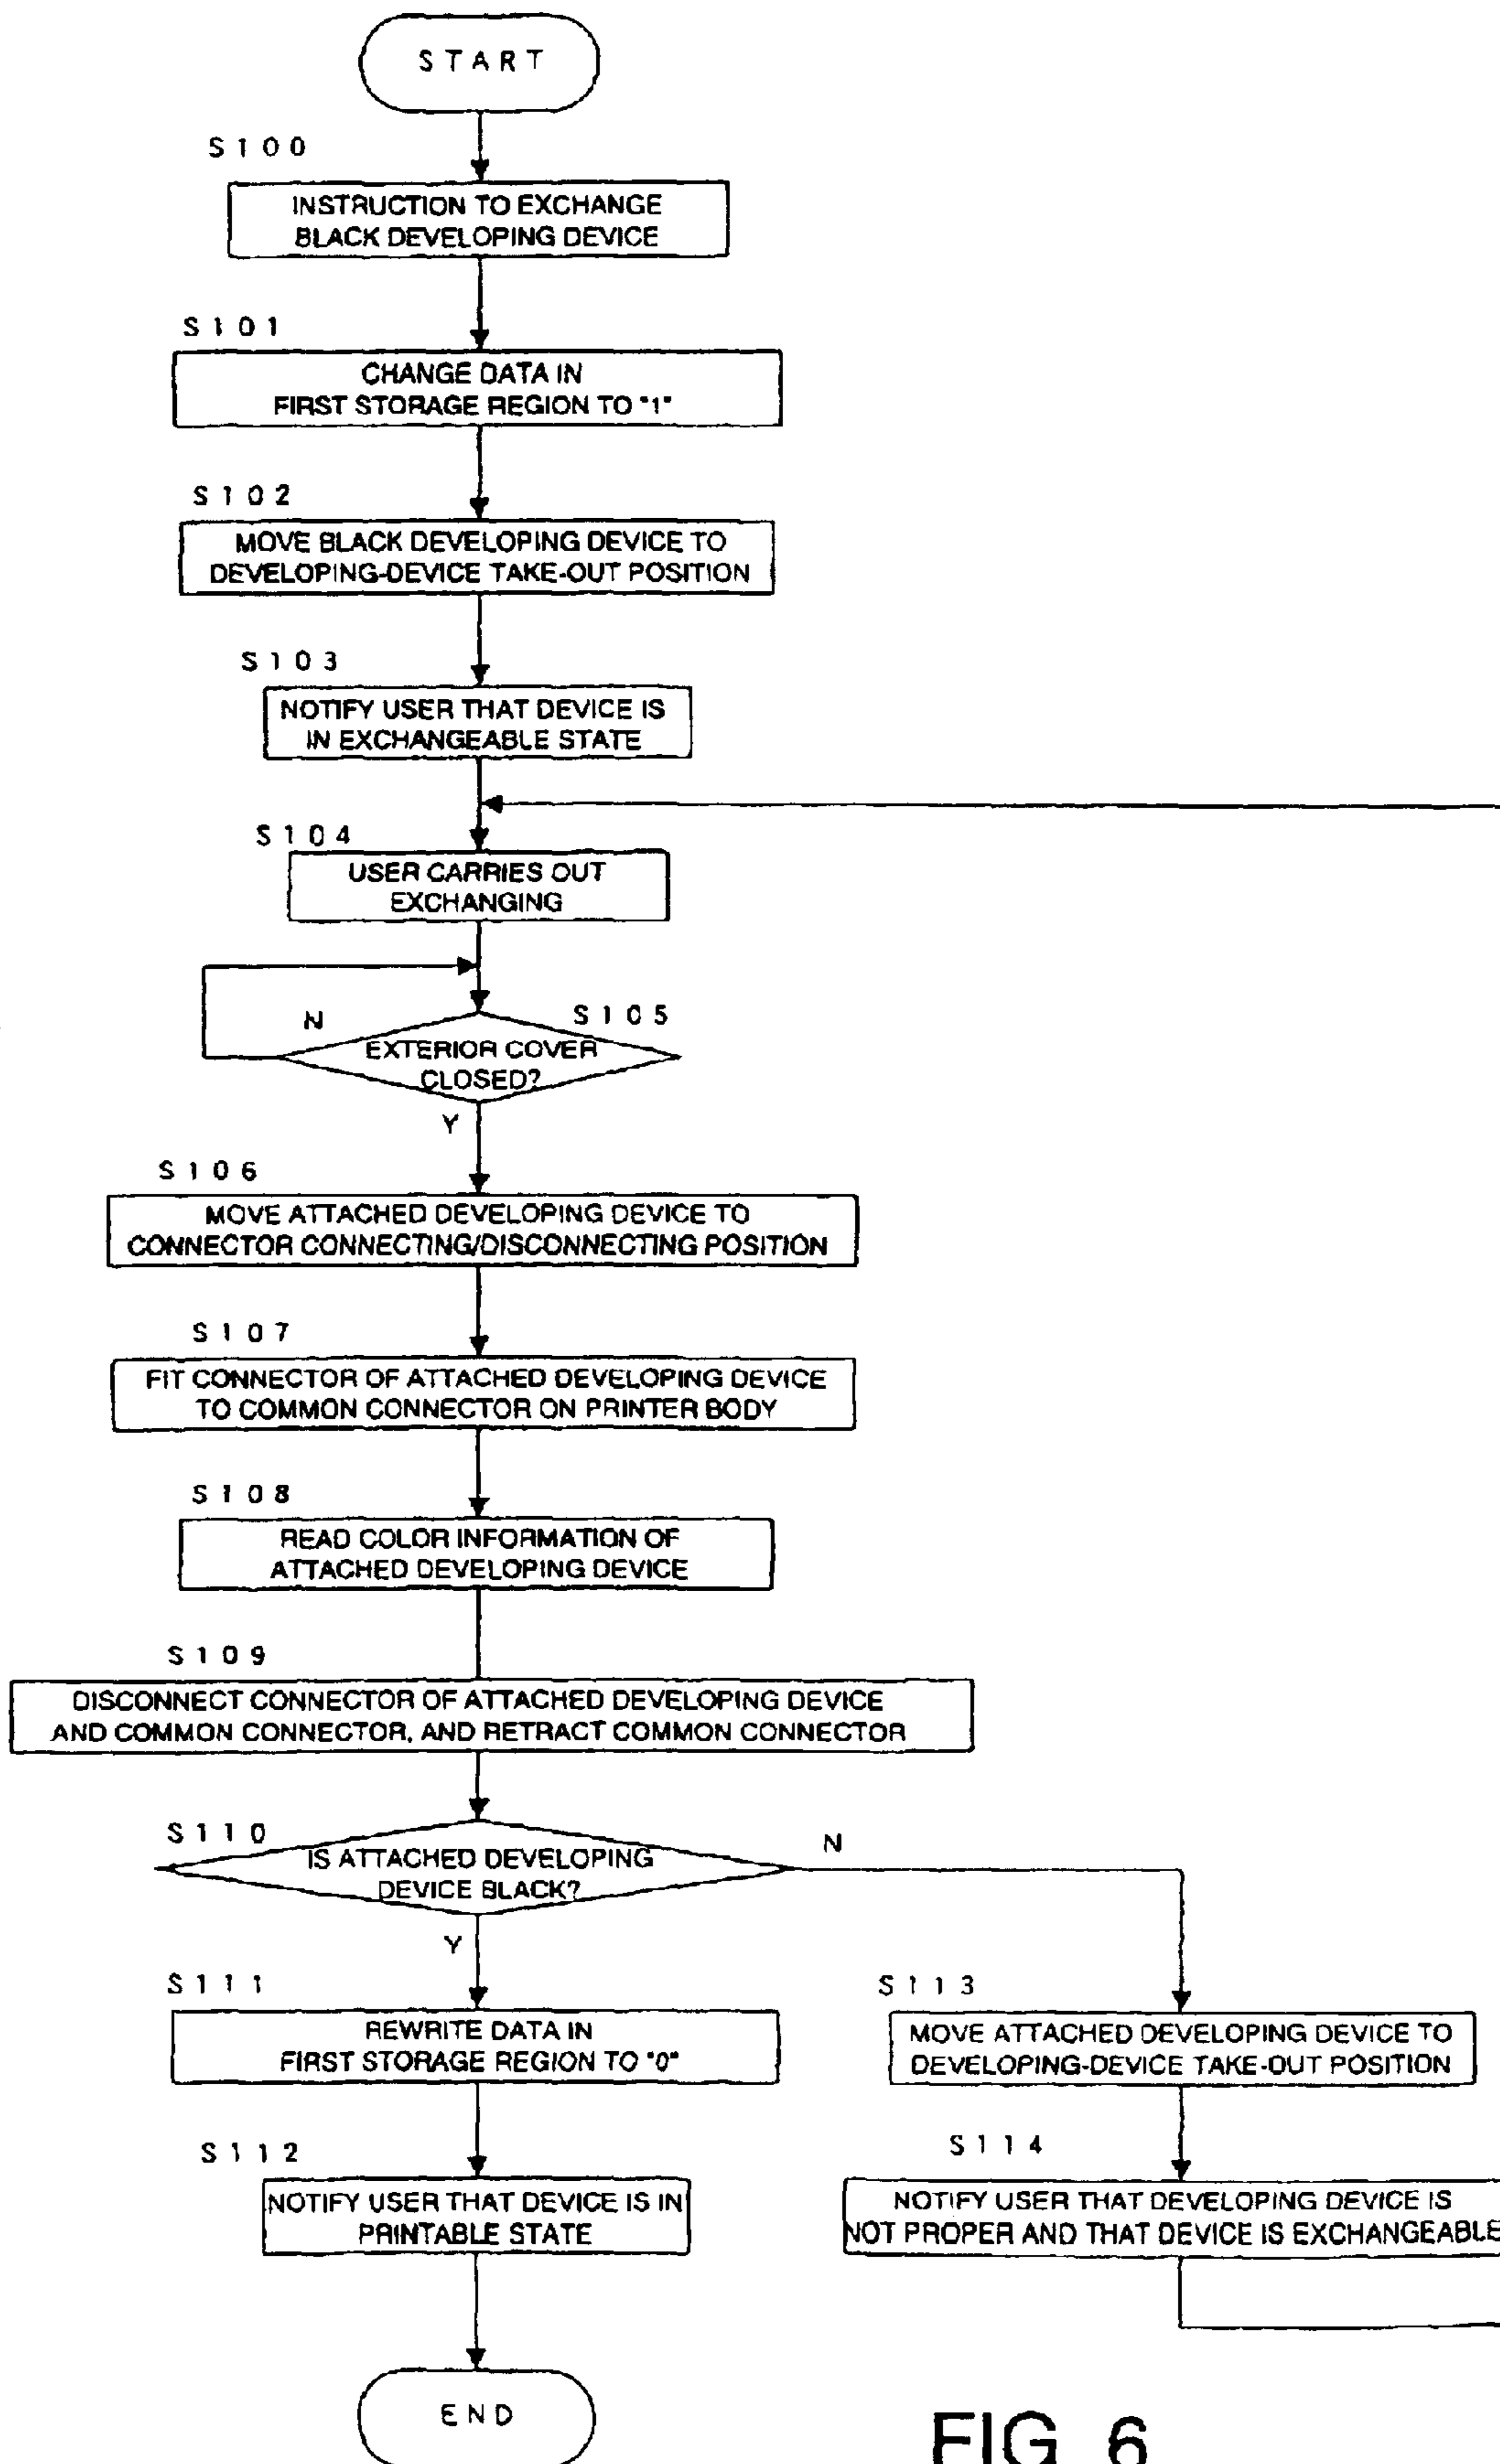 START
S100
INSTRUCTION TO EXCHANGE
BLACK DEVELOPING DEVICE
S101
CHANGE DATA IN
FIRST STORAGE REGION TO "1"
S102
MOVE BLACK DEVELOPING DEVICE TO
DEVELOPING-DEVICE TAKE-OUT POSITION
S103
NOTIFY USER THAT DEVICE IS
IN EXCHANGEABLE STATE
S104
USER CARRIES OUT
EXCHANGING
N
S105
EXTERIOR COVER
CLOSED?
Y
S106
MOVE ATTACHED DEVELOPING DEVICE TO
CONNECTOR CONNECTING/DISCONNECTING POSITION
S107
FIT CONNECTOR OF ATTACHED DEVELOPING DEVICE
TO COMMON CONNECTOR ON PRINTER BODY
S108
READ COLOR INFORMATION OF
ATTACHED DEVELOPING DEVICE
S109
DISCONNECT CONNECTOR OF ATTACHED DEVELOPING DEVICE
AND COMMON CONNECTOR, AND RETRACT COMMON CONNECTOR
S110
IS ATTACHED DEVELOPING
DEVICE BLACK?
N
Y
S111
REWRITE DATA IN
FIRST STORAGE REGION TO "0"
S112
NOTIFY USER THAT DEVICE IS IN
PRINTABLE STATE
S113
MOVE ATTACHED DEVELOPING DEVICE TO
DEVELOPING-DEVICE TAKE-OUT POSITION
S114
NOTIFY USER THAT DEVELOPING DEVICE IS
NOT PROPER AND THAT DEVICE IS EXCHANGEABLE
END
FIG. 6